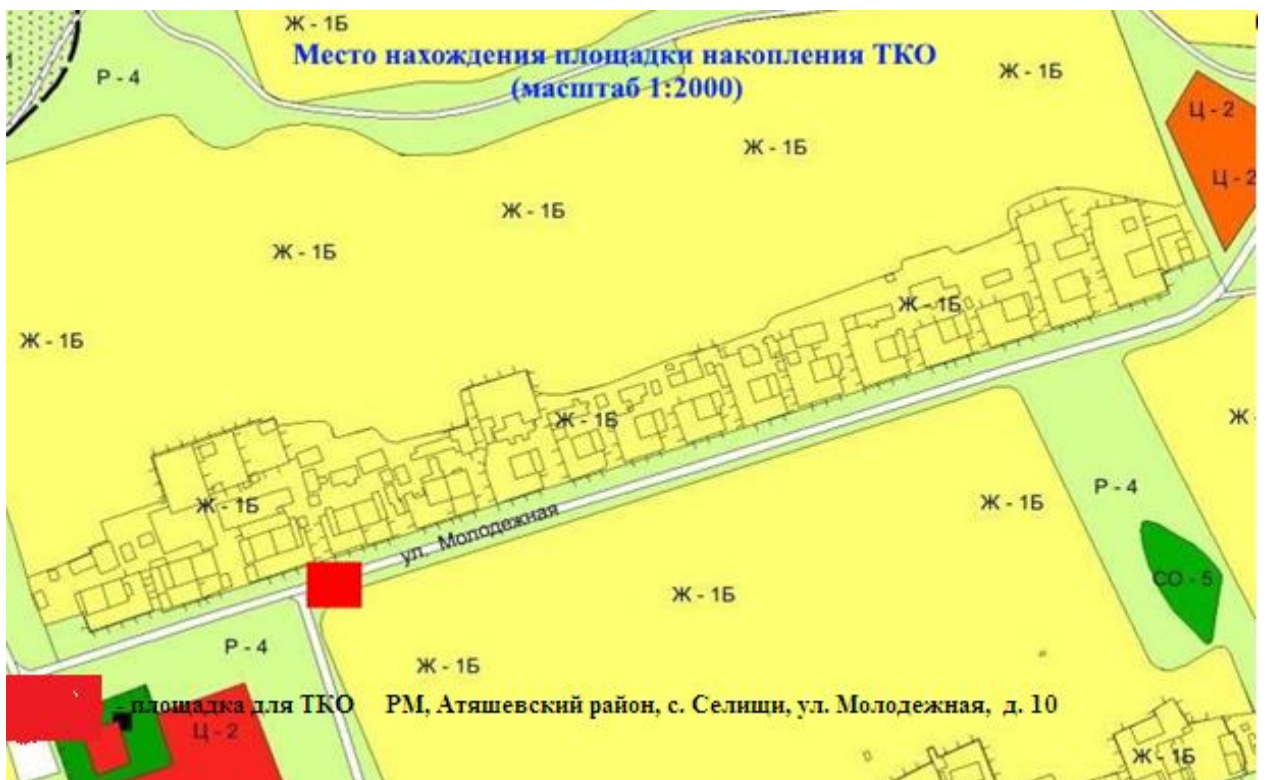 Ж - 1Б
Место нахождения площадки накопления ТКО
(масштаб 1:2000)
Р - 4
Ж - 1Б
Ц - 2
Ж - 1Б
Ц - 2
Ж - 1Б
Ж - 1Б
Ж - 1Б
Ж - 1Б
Ж - 1Б
Ж -
Ж - 1Б
Ж - 1Б
Р - 4
ул. Молодежная
СО - 5
Ж - 1Б
Р - 4
Ж - 1Б
- площадка для ТКО РМ, Атяшевский район, с. Селищи, ул. Молодежная, д. 10
Ц - 2
Ж - 1Б